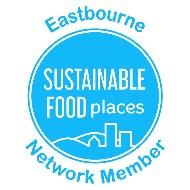 Eastbourne
SUSTAINABLE
FOOD places
Network Member